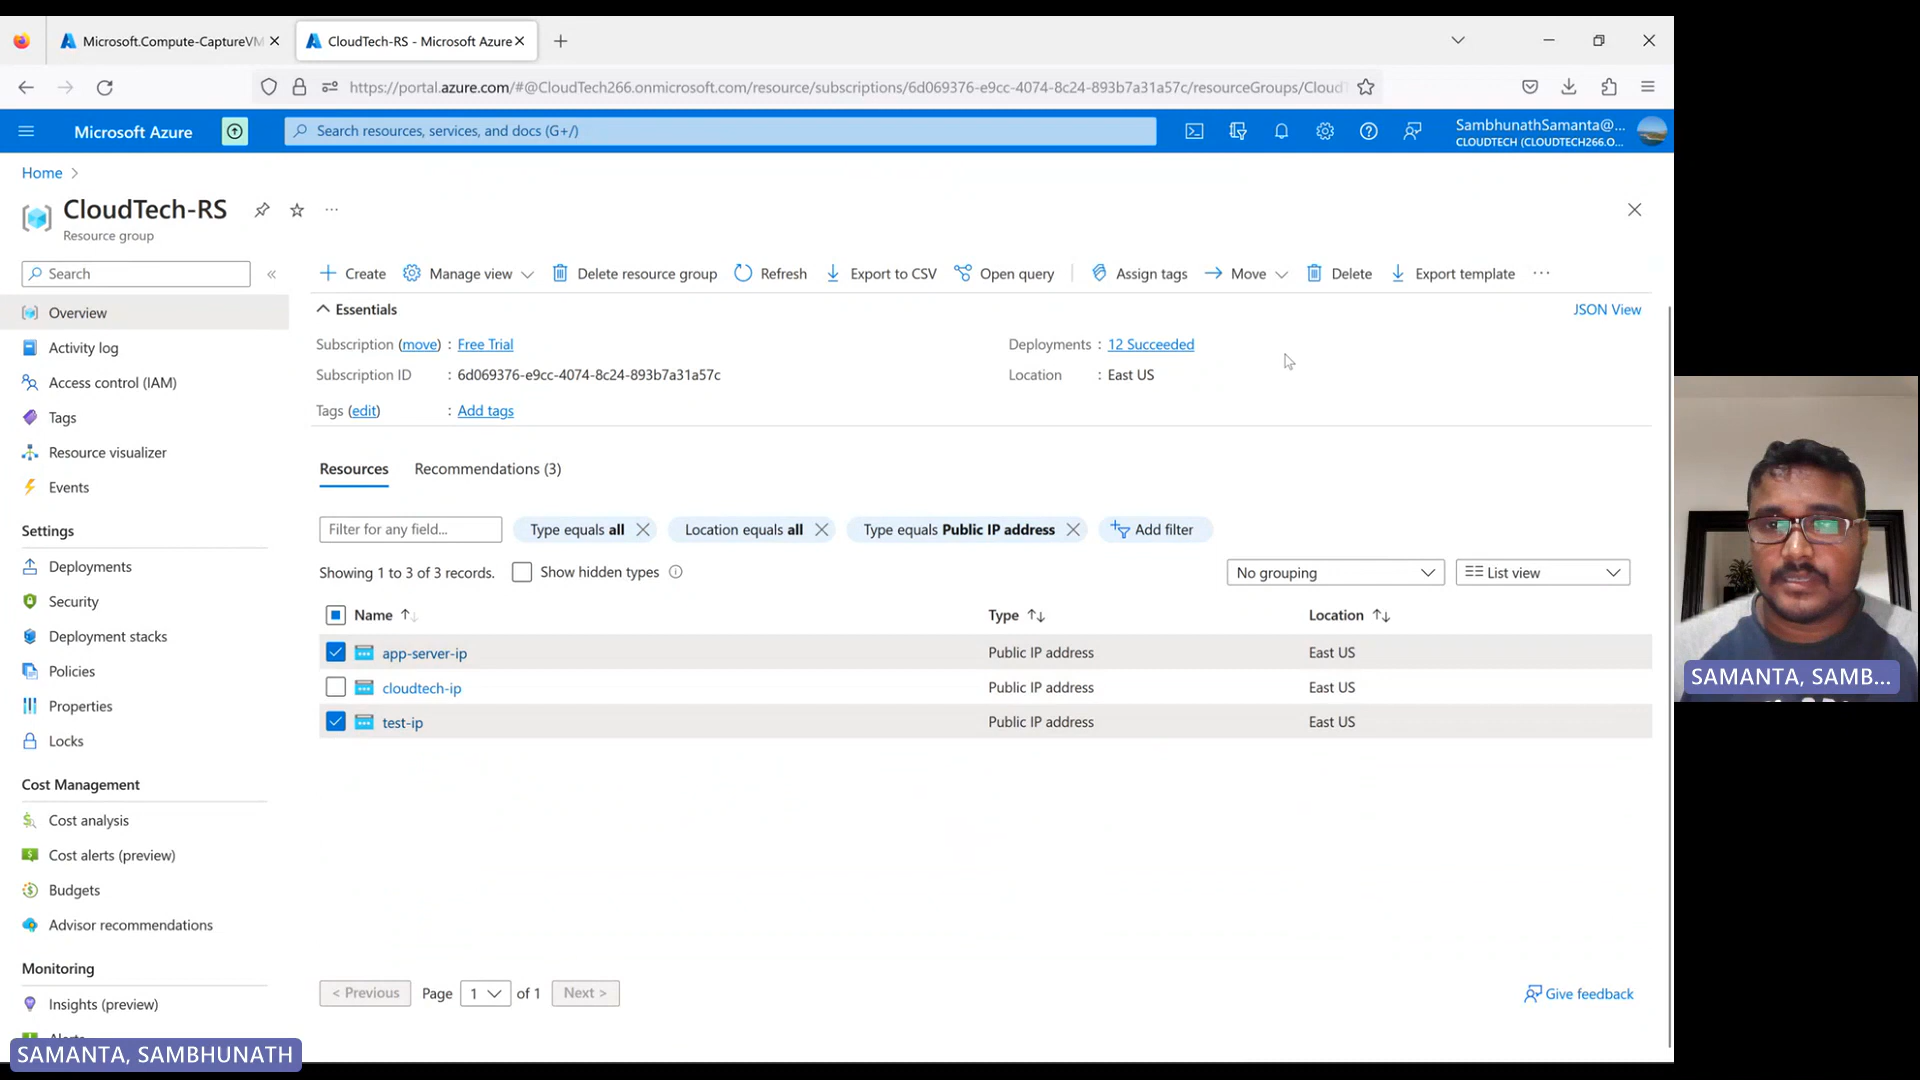 Microsoft.Compute-CaptureVM
CloudTech-RS - Microsoft Azure
https://portal.azure.com/#@CloudTech266.onmicrosoft.com/resource/subscriptions/6d069376-e9cc-4074-8c24-893b7a31a57c/resourceGroups/CloudT
Microsoft Azure
Search resources, services, and docs (G+/)
SambhunathSamanta@...
CLOUDTECH (CLOUDTECH266.O...
Home
CloudTech-RS
Resource group
Search
Create
Manage view
Delete resource group
Refresh
Export to CSV
Open query
Assign tags
Move
Delete
Export template
Overview
Activity log
Access control (IAM)
Tags
Resource visualizer
Events
Settings
Deployments
Security
Deployment stacks
Policies
Properties
Locks
Cost Management
Cost analysis
Cost alerts (preview)
Budgets
Advisor recommendations
Monitoring
Insights (preview)
Essentials
JSON View
Subscription (move) : Free Trial
Deployments : 12 Succeeded
Subscription ID : 6d069376-e9cc-4074-8c24-893b7a31a57c
Location : East US
Tags (edit) : Add tags
Resources
Recommendations (3)
Filter for any field...
Type equals all
Location equals all
Type equals Public IP address
Add filter
Showing 1 to 3 of 3 records.
Show hidden types
No grouping
List view
Name
Type
Location
app-server-ip
Public IP address
East US
cloudtech-ip
Public IP address
East US
test-ip
Public IP address
East US
< Previous
Page
1
of 1
Next >
Give feedback
SAMANTA, SAMB...
SAMANTA, SAMBHUNATH